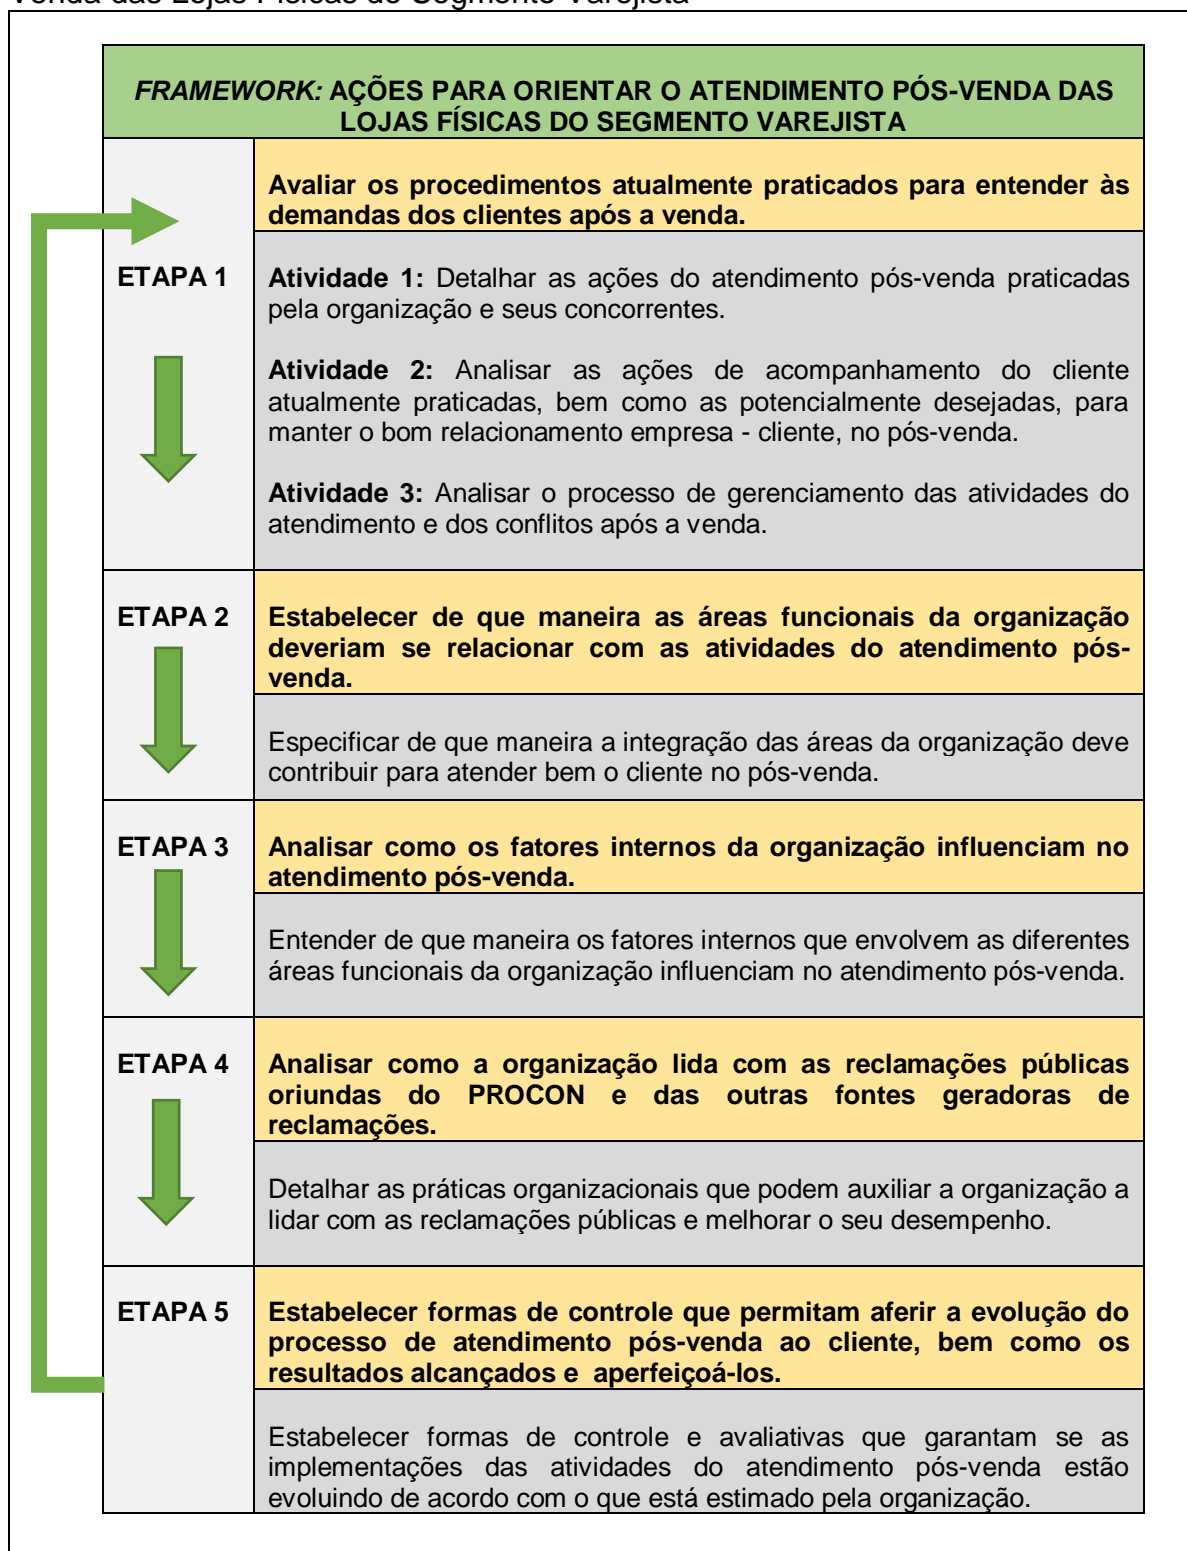 Venda das Lojas Físicas do Segmento Varejista
FRAMEWORK: AÇÕES PARA ORIENTAR O ATENDIMENTO PÓS-VENDA DAS
LOJAS FÍSICAS DO SEGMENTO VAREJISTA
ETAPA 1
Avaliar os procedimentos atualmente praticados para entender às
demandas dos clientes após a venda.
Atividade 1: Detalhar as ações do atendimento pós-venda praticadas
pela organização e seus concorrentes.
Atividade 2: Analisar as ações de acompanhamento do cliente
atualmente praticadas, bem como as potencialmente desejadas, para
manter o bom relacionamento empresa - cliente, no pós-venda.
Atividade 3: Analisar o processo de gerenciamento das atividades do
atendimento e dos conflitos após a venda.
ETAPA 2
Estabelecer de que maneira as áreas funcionais da organização
deveriam se relacionar com as atividades do atendimento pós-
venda.
Especificar de que maneira a integração das áreas da organização deve
contribuir para atender bem o cliente no pós-venda.
ETAPA 3
Analisar como os fatores internos da organização influenciam no
atendimento pós-venda.
Entender de que maneira os fatores internos que envolvem as diferentes
áreas funcionais da organização influenciam no atendimento pós-venda.
ETAPA 4
Analisar como a organização lida com as reclamações públicas
oriundas do PROCON e das outras fontes geradoras de
reclamações.
Detalhar as práticas organizacionais que podem auxiliar a organização a
lidar com as reclamações públicas e melhorar o seu desempenho.
ETAPA 5
Estabelecer formas de controle que permitam aferir a evolução do
processo de atendimento pós-venda ao cliente, bem como os
resultados alcançados e aperfeiçoá-los.
Estabelecer formas de controle e avaliativas que garantam se as
implementações das atividades do atendimento pós-venda estão
evoluindo de acordo com o que está estimado pela organização.